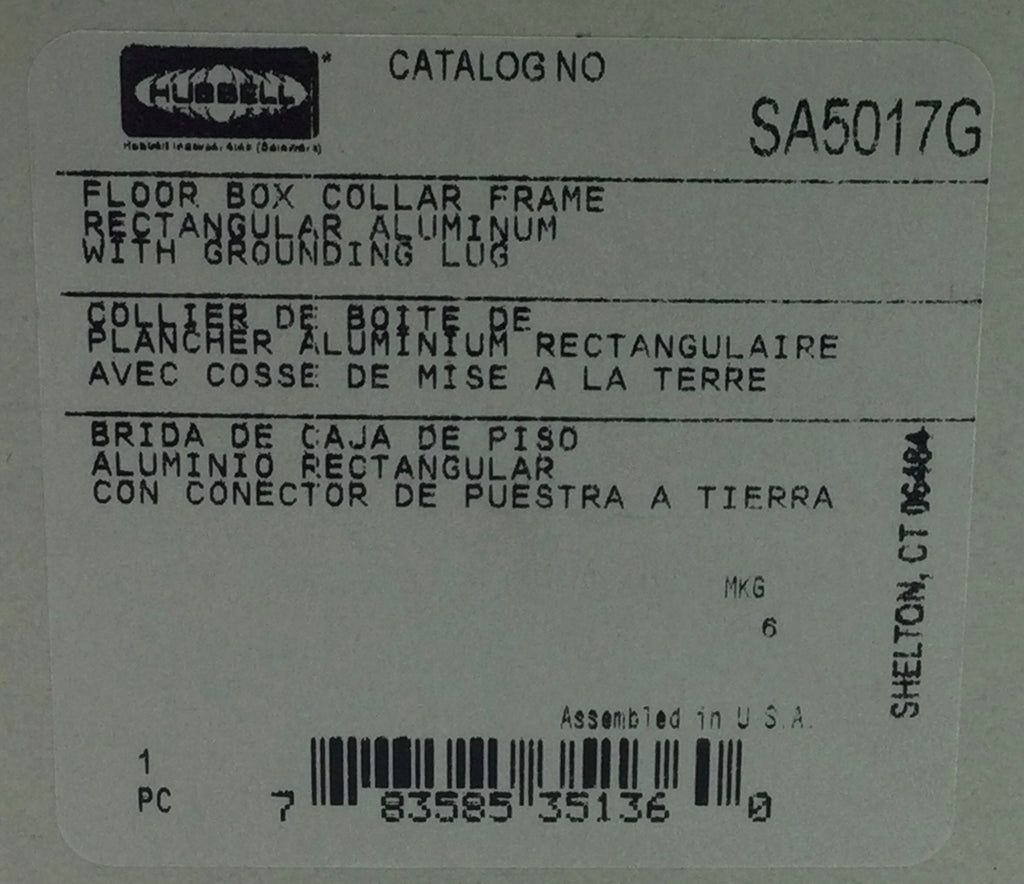 HUBBELL
*
CATALOG NO
SA5017G
FLOOR BOX COLLAR FRAME
RECTANGULAR ALUMINUM
WITH GROUNDING LUG
COLLIER DE BOITE DE
PLANCHER ALUMINIUM RECTANGULAIRE
AVEC COSSE DE MISE A LA TERRE
BRIDA DE CAJA DE PISO
ALUMINIO RECTANGULAR
CON CONECTOR DE PUESTRA A TIERRA
SHELTON, CT 06484
MKG
6
Assembled in U.S.A.
1
PC
7 83585 35136 0